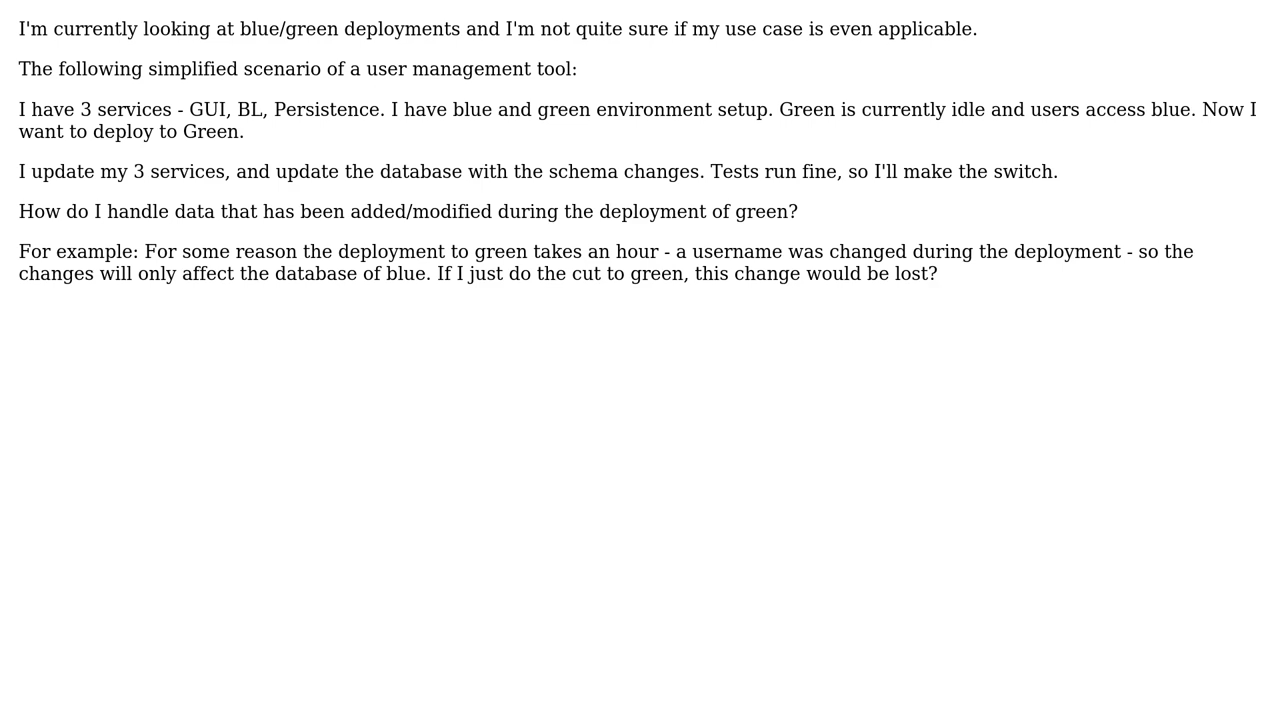 I'm currently looking at blue/green deployments and I'm not quite sure if my use case is even applicable.
The following simplified scenario of a user management tool:
I have 3 services - GUI, BL, Persistence. I have blue and green environment setup. Green is currently idle and users access blue. Now I
want to deploy to Green.
I update my 3 services, and update the database with the schema changes. Tests run fine, so I'll make the switch.
How do I handle data that has been added/modified during the deployment of green?
For example: For some reason the deployment to green takes an hour - a username was changed during the deployment - so the
changes will only affect the database of blue. If I just do the cut to green, this change would be lost?